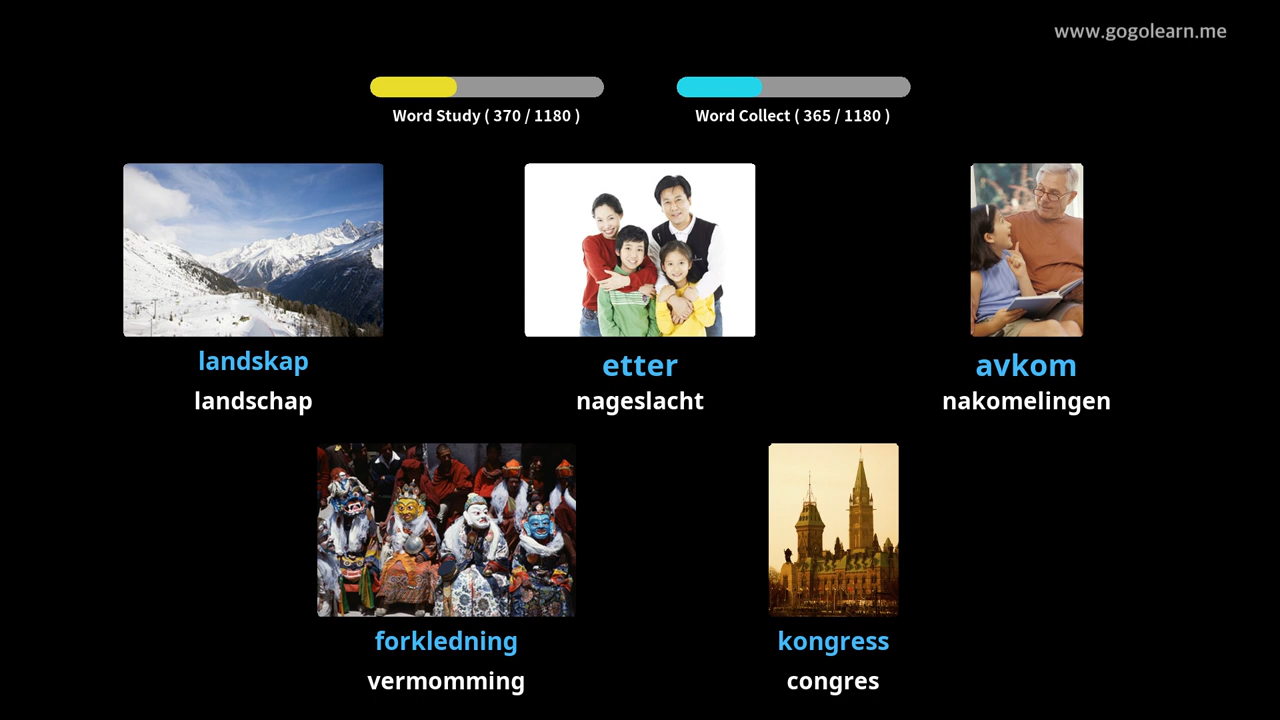 www.gogolearn.me
Word Study ( 370 / 1180 )
Word Collect ( 365 / 1180 )
landskap
landschap
etter
nageslacht
avkom
nakomelingen
forkledning
vermomming
kongress
congres